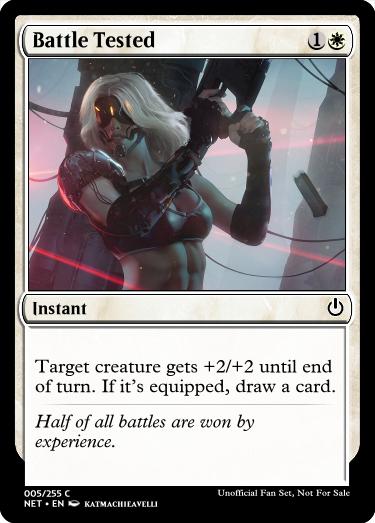 Battle Tested 1
Instant
Target creature gets +2/+2 until end
of turn. If it's equipped, draw a card.
Half of all battles are won by
experience.
005/255 C
NET • EN KATMACHIEAVELLI
Unofficial Fan Set, Not For Sale